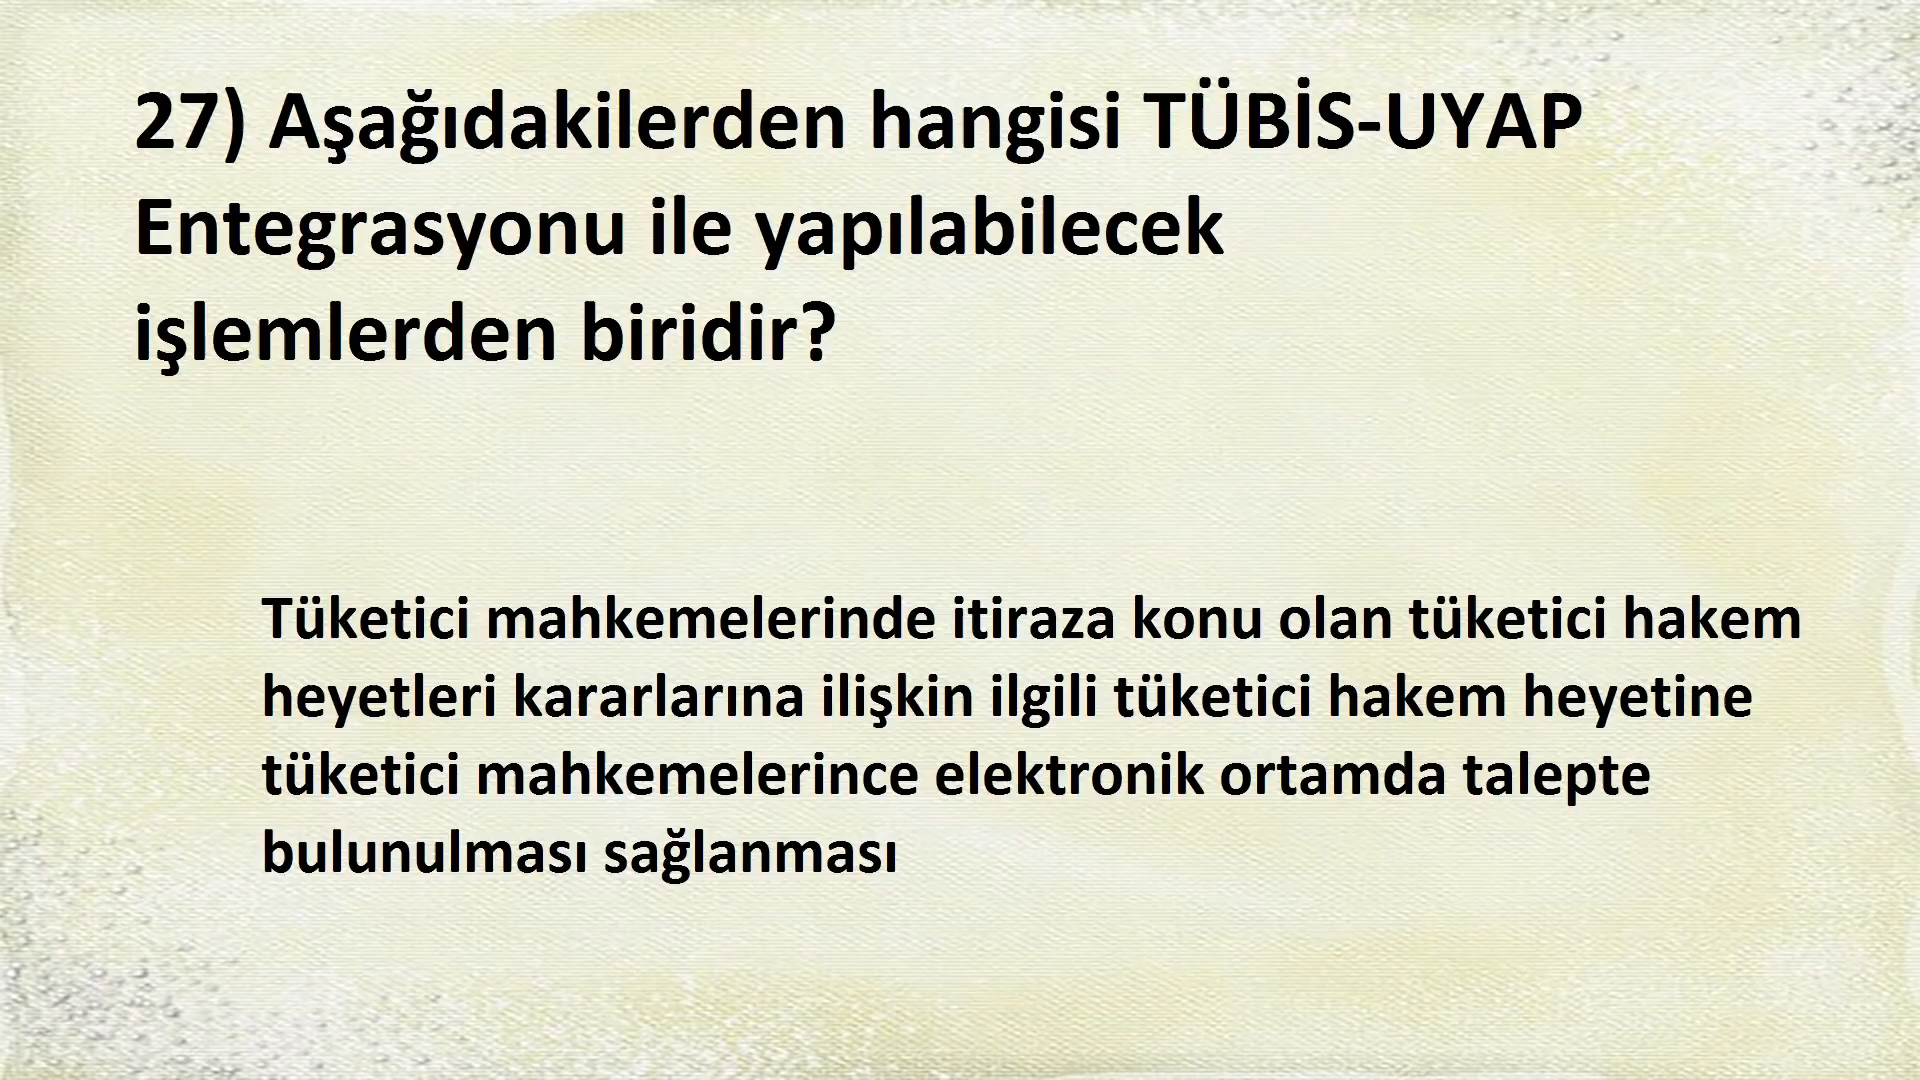 27) Aşağıdakilerden hangisi TÜBİS-UYAP
Entegrasyonu ile yapılabilecek
işlemlerden biridir?
Tüketici mahkemelerinde itiraza konu olan tüketici hakem
heyetleri kararlarına ilişkin ilgili tüketici hakem heyetine
tüketici mahkemelerince elektronik ortamda talepte
bulunulması sağlanması